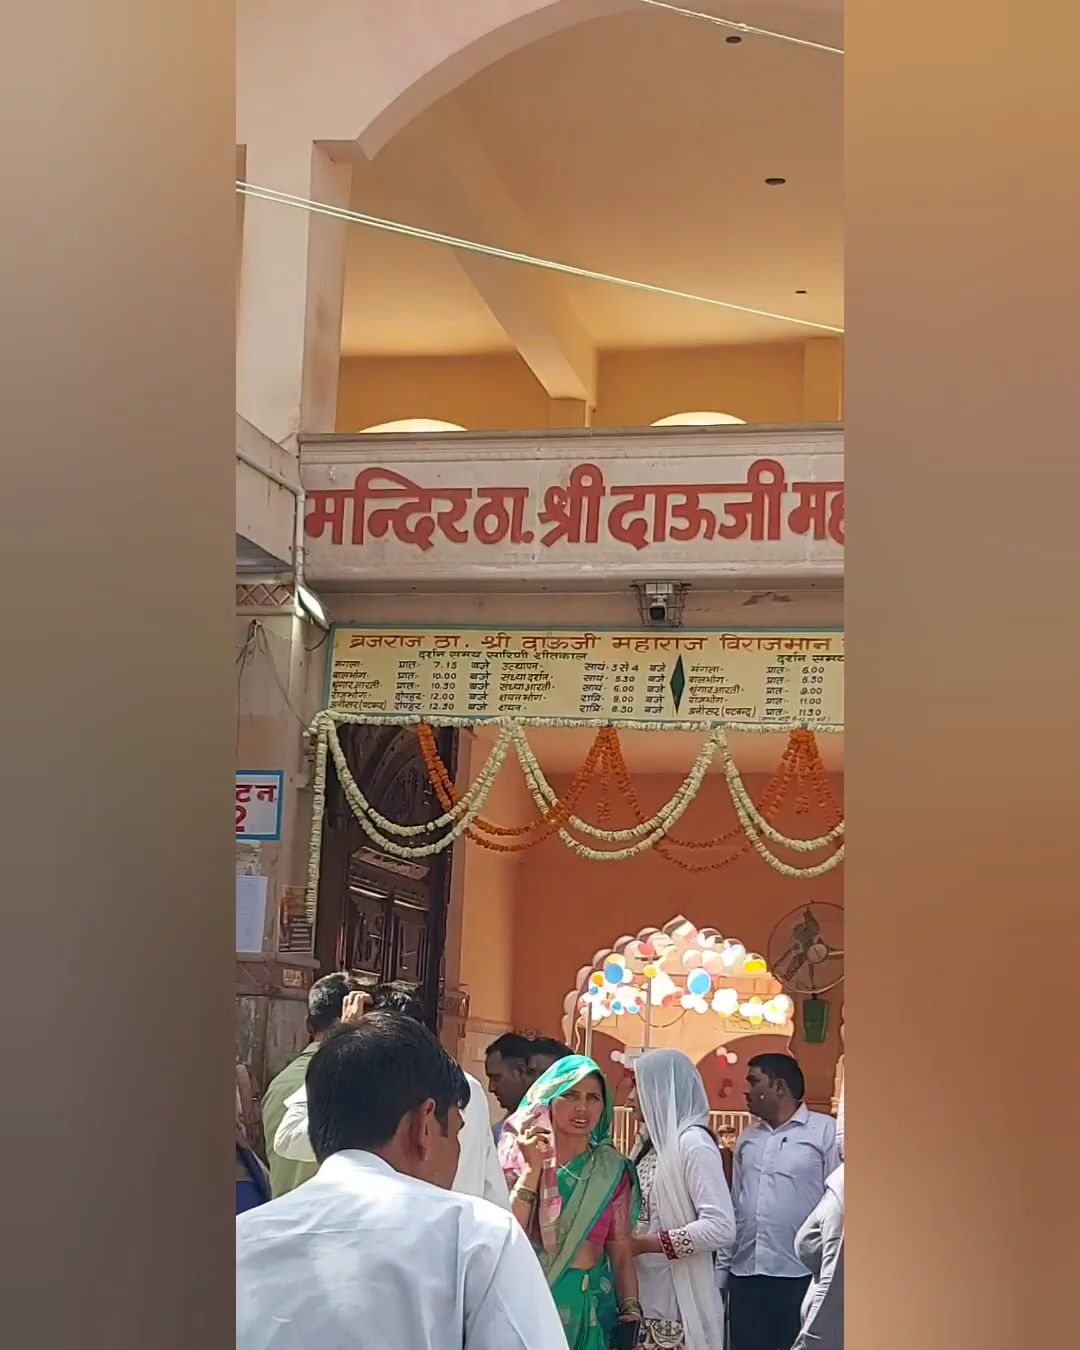 मन्दिर ठा. श्री दाऊजी
ब्रजराज ठा. श्री दाऊजी महाराज विराजमान
दर्शन समय सारिणी शीतकाल
मंगला- प्रातः- 7.15 बजे उत्थापन- सायं- 3 से 4 बजे
बालभोग- प्रातः- 10.00 बजे संध्या दर्शन- सायं- 5.30 बजे
श्रृंगार आरती- प्रातः- 10.30 बजे संध्या आरती- सायं- 6.00 बजे
राजभोग- दोपहर- 12.00 बजे शयन भोग- रात्रि- 8.00 बजे
अनौसर (पटबन्द) दोपहर- 12.30 बजे शयन- रात्रि- 8.30 बजे
दर्शन समय
मंगला- प्रातः- 6.00
बालभोग- प्रातः- 8.30
श्रृंगार आरती- प्रातः- 9.00
राजभोग- प्रातः- 11.00
अनौसर (पटबन्द)- प्रातः- 11.30
ट न.
2